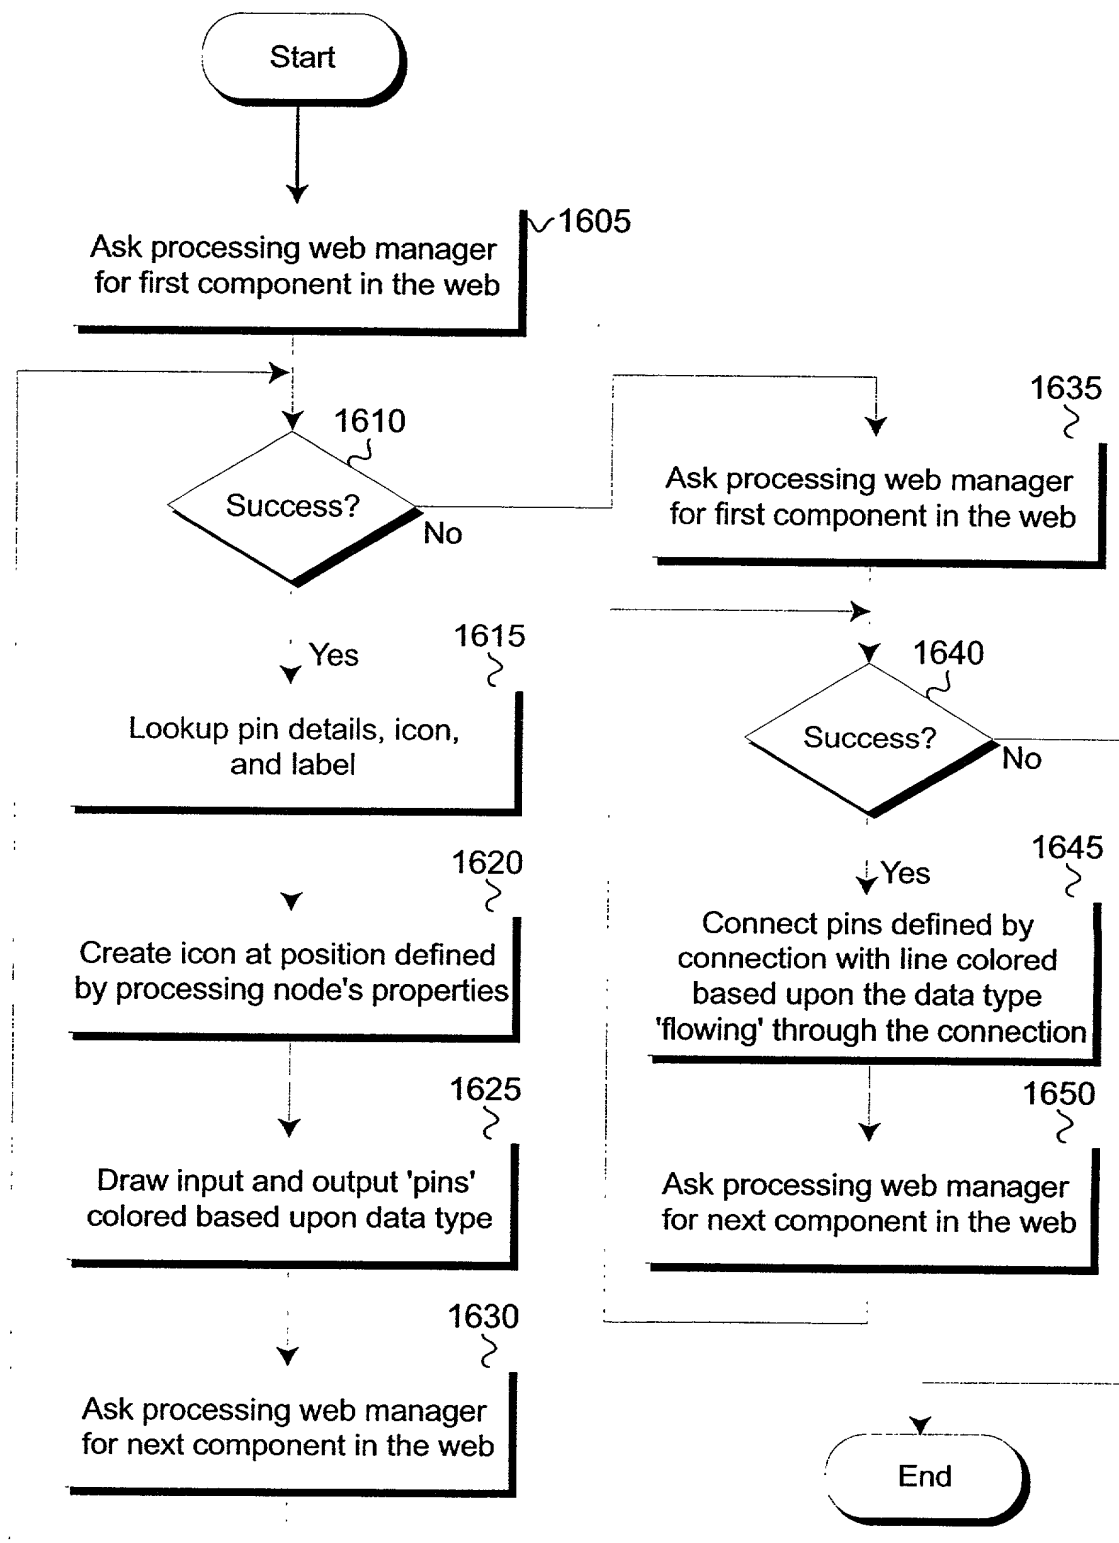 Start
1605
Ask processing web manager
for first component in the web
1610
Success?
No
Yes
1615
Lookup pin details, icon,
and label
1620
Create icon at position defined
by processing node's properties
1625
Draw input and output 'pins'
colored based upon data type
1630
Ask processing web manager
for next component in the web
1635
Ask processing web manager
for first component in the web
1640
Success?
No
Yes
1645
Connect pins defined by
connection with line colored
based upon the data type
'flowing' through the connection
1650
Ask processing web manager
for next component in the web
End